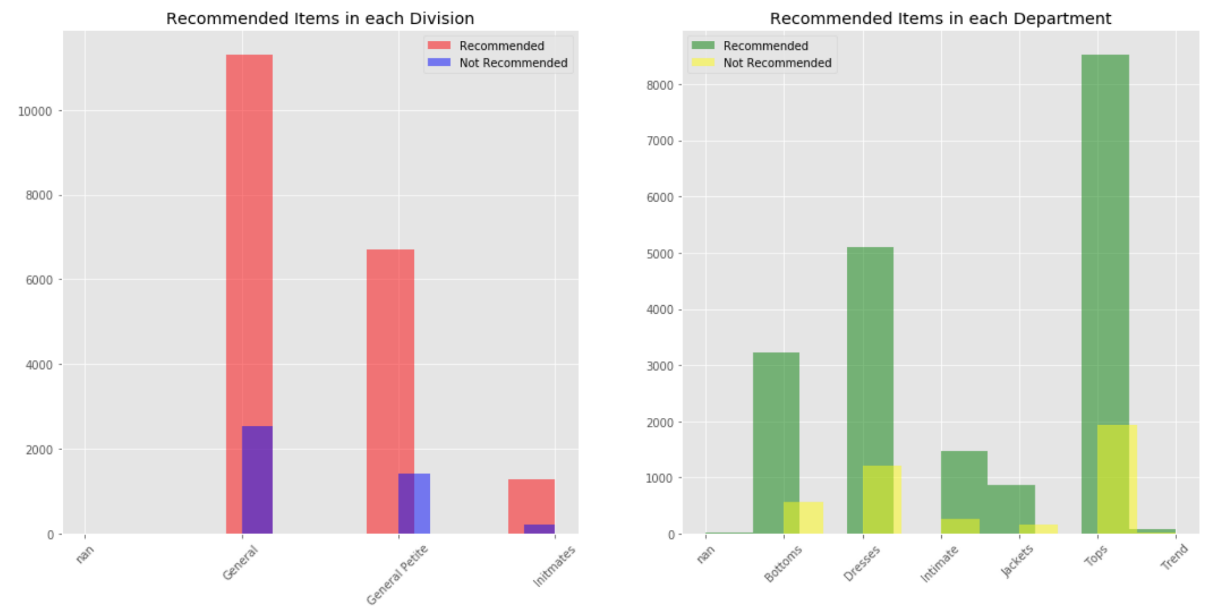 Recommended Items in each Division
Recommended
Not Recommended
10000
8000
6000
4000
2000
0
nan
General
General Petite
Initmates
Recommended Items in each Department
Recommended
Not Recommended
8000
7000
6000
5000
4000
3000
2000
1000
0
nan
Bottoms
Dresses
Intimate
Jackets
Tops
Trend